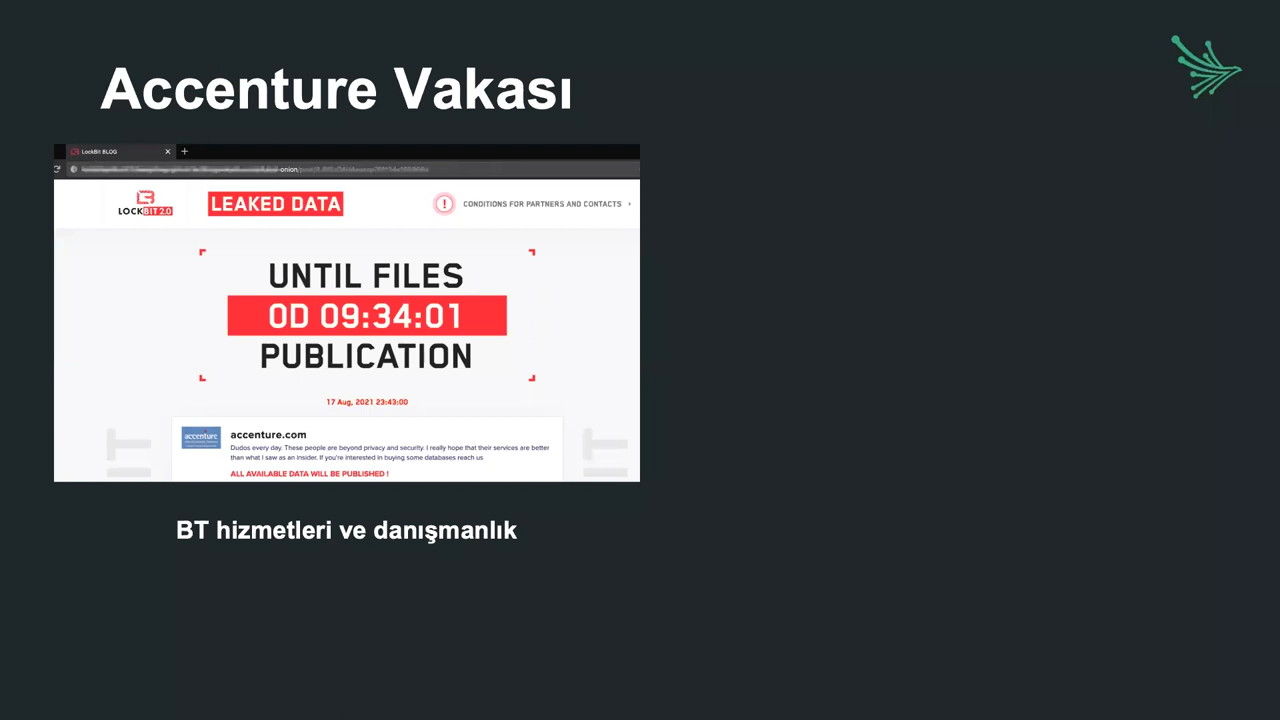 Accenture Vakası
LockBit BLOG
LOCKBIT 2.0
LEAKED DATA
CONDITIONS FOR PARTNERS AND CONTACTS
UNTIL FILES
0D 09:34:01
PUBLICATION
17 Aug, 2021 23:43:00
accenture
accenture.com
Dudos every day. These people are beyond privacy and security. I really hope that their services are better
than what I saw as an insider. If you're interested in buying some databases reach us
ALL AVAILABLE DATA WILL BE PUBLISHED !
BT hizmetleri ve danışmanlık